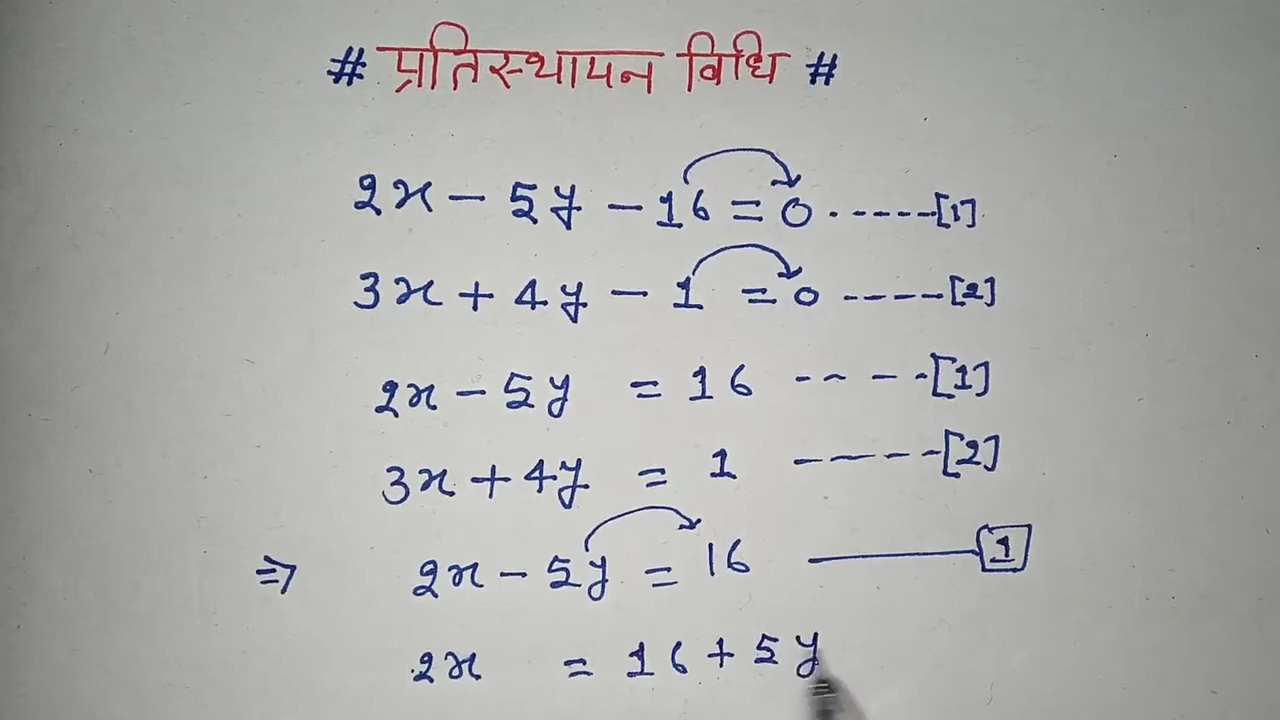 # प्रतिस्थापन विधि #
2x - 5y - 16 = 0 ------[1]
3x + 4y - 1 = 0 ----[2]
2x - 5y = 16 ----[1]
3x + 4y = 1 -----[2]
⇒ 2x - 5y = 16 ——— 1
2x = 16 + 5y